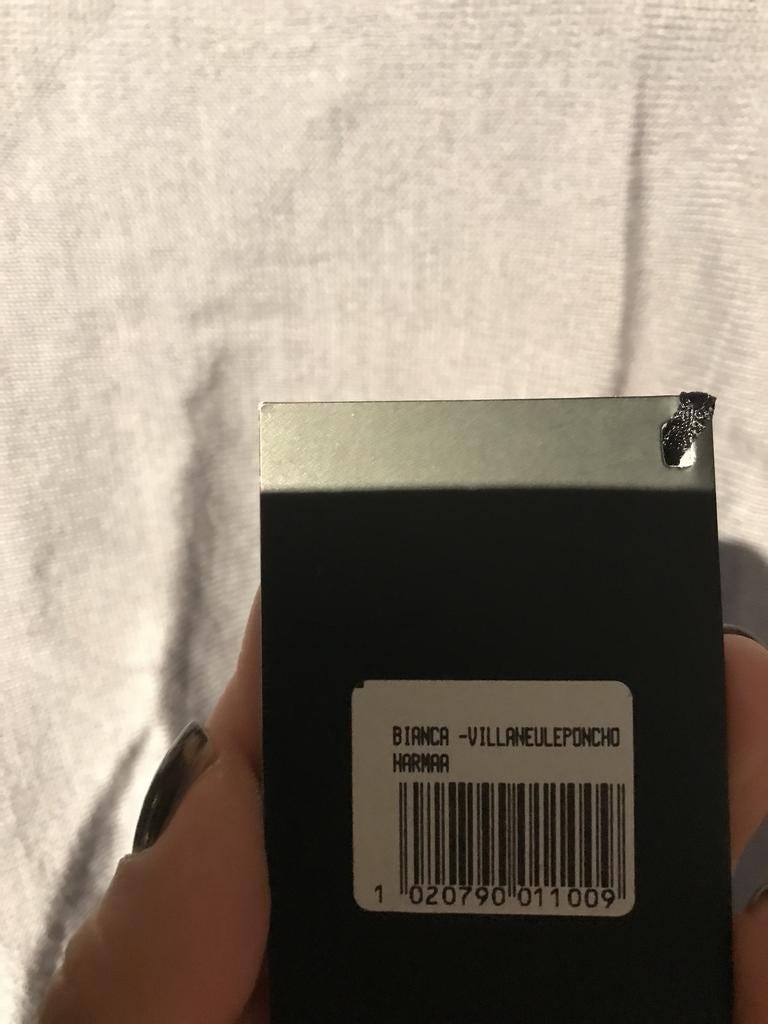 BIANCA -VILLANEULEPONCHO
HARMAA
1 020790 011009